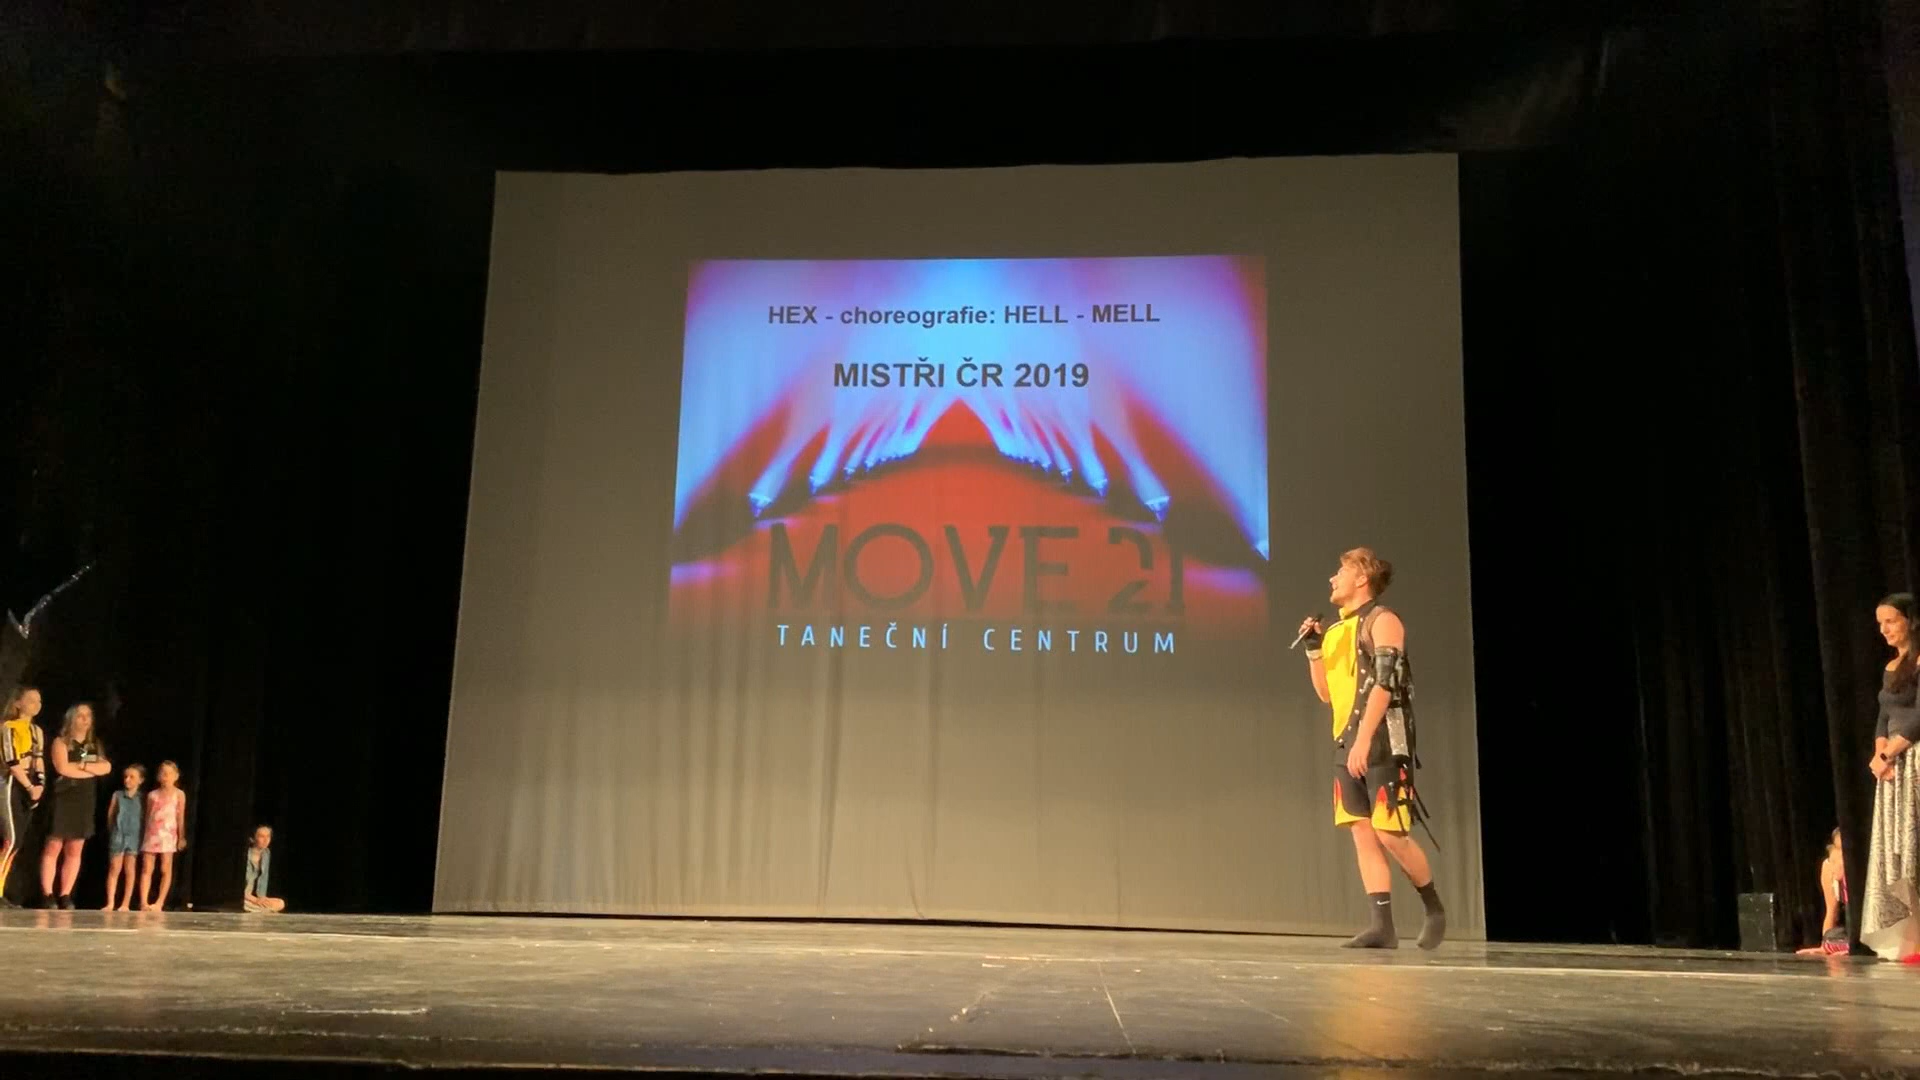 HEX - choreografie: HELL - MELL
MISTŘI ČR 2019
MOVE 21
TANEČNÍ CENTRUM